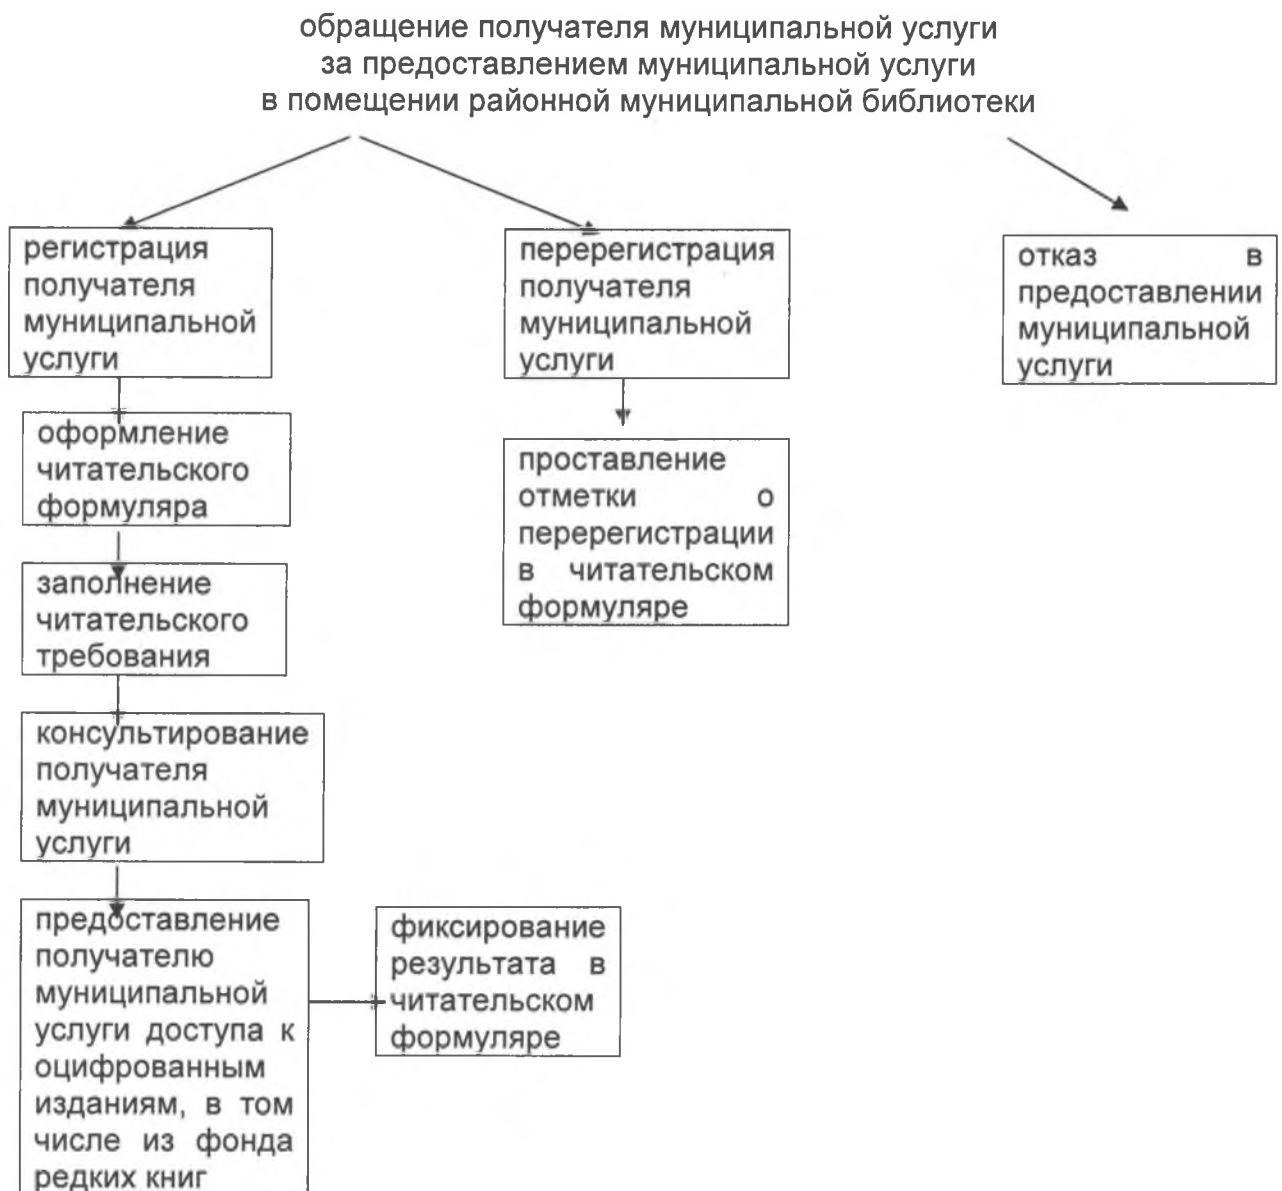 обращение получателя муниципальной услуги
за предоставлением муниципальной услуги
в помещении районной муниципальной библиотеки
регистрация
получателя
муниципальной
услуги
перерегистрация
получателя
муниципальной
услуги
отказ в
предоставлении
муниципальной
услуги
оформление
читательского
формуляра
проставление
отметки о
перерегистрации
в читательском
формуляре
заполнение
читательского
требования
консультирование
получателя
муниципальной
услуги
предоставление
получателю
муниципальной
услуги доступа к
оцифрованным
изданиям, в том
числе из фонда
редких книг
фиксирование
результата в
читательском
формуляре